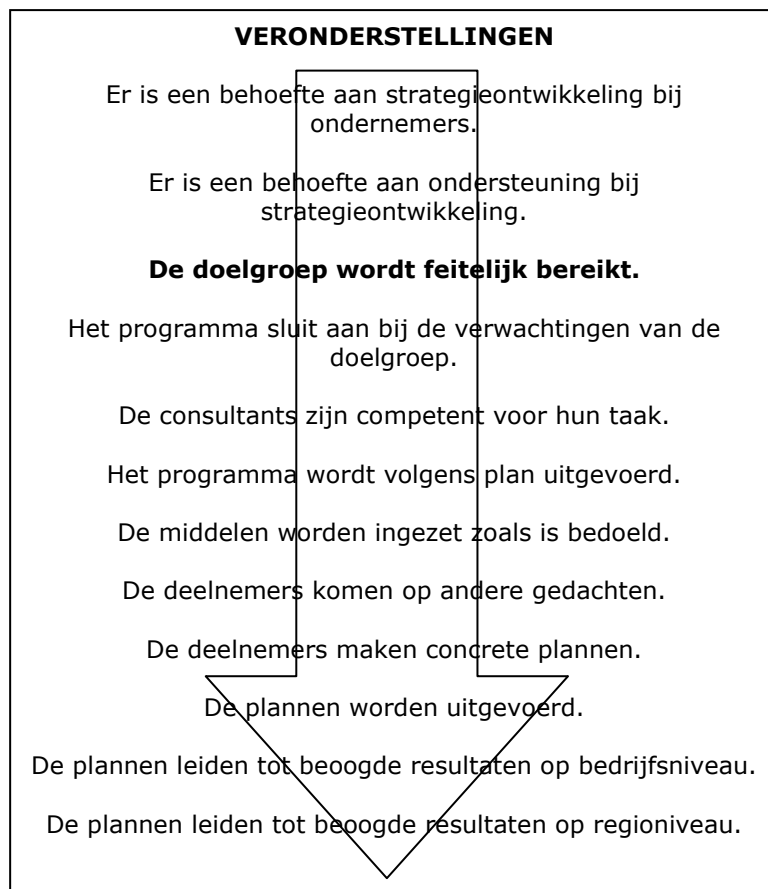 VERONDERSTELLINGEN
Er is een behoefte aan strategieontwikkeling bij
ondernemers.
Er is een behoefte aan ondersteuning bij
strategieontwikkeling.
De doelgroep wordt feitelijk bereikt.
Het programma sluit aan bij de verwachtingen van de
doelgroep.
De consultants zijn competent voor hun taak.
Het programma wordt volgens plan uitgevoerd.
De middelen worden ingezet zoals is bedoeld.
De deelnemers komen op andere gedachten.
De deelnemers maken concrete plannen.
De plannen worden uitgevoerd.
De plannen leiden tot beoogde resultaten op bedrijfsniveau.
De plannen leiden tot beoogde resultaten op regioniveau.